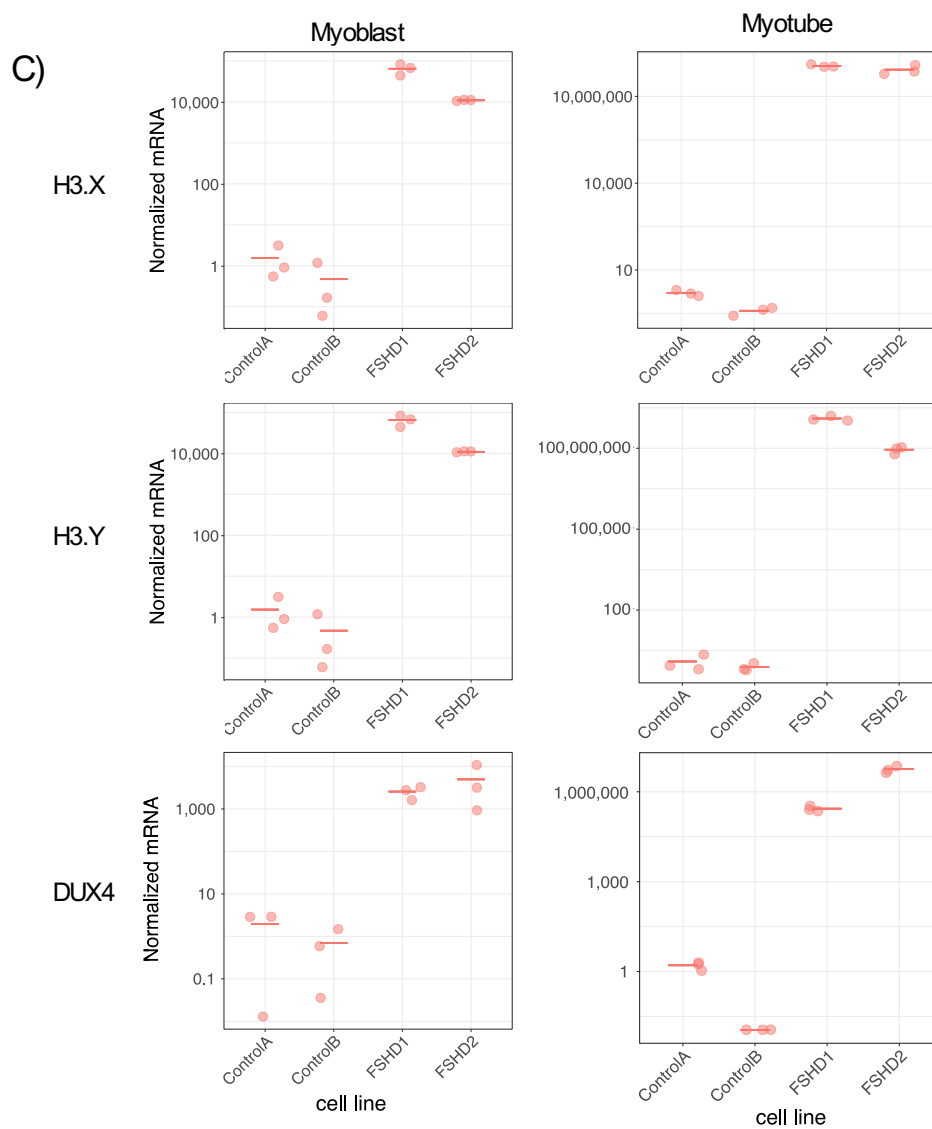 C)
Myoblast
Myotube
H3.X
Normalized mRNA
10,000
100
1
ControlA
ControlB
FSHD1
FSHD2
10,000,000
10,000
10
ControlA
ControlB
FSHD1
FSHD2
H3.Y
Normalized mRNA
10,000
100
1
ControlA
ControlB
FSHD1
FSHD2
100,000,000
100,000
100
ControlA
ControlB
FSHD1
FSHD2
DUX4
Normalized mRNA
1,000
10
0.1
ControlA
ControlB
FSHD1
FSHD2
cell line
1,000,000
1,000
1
ControlA
ControlB
FSHD1
FSHD2
cell line